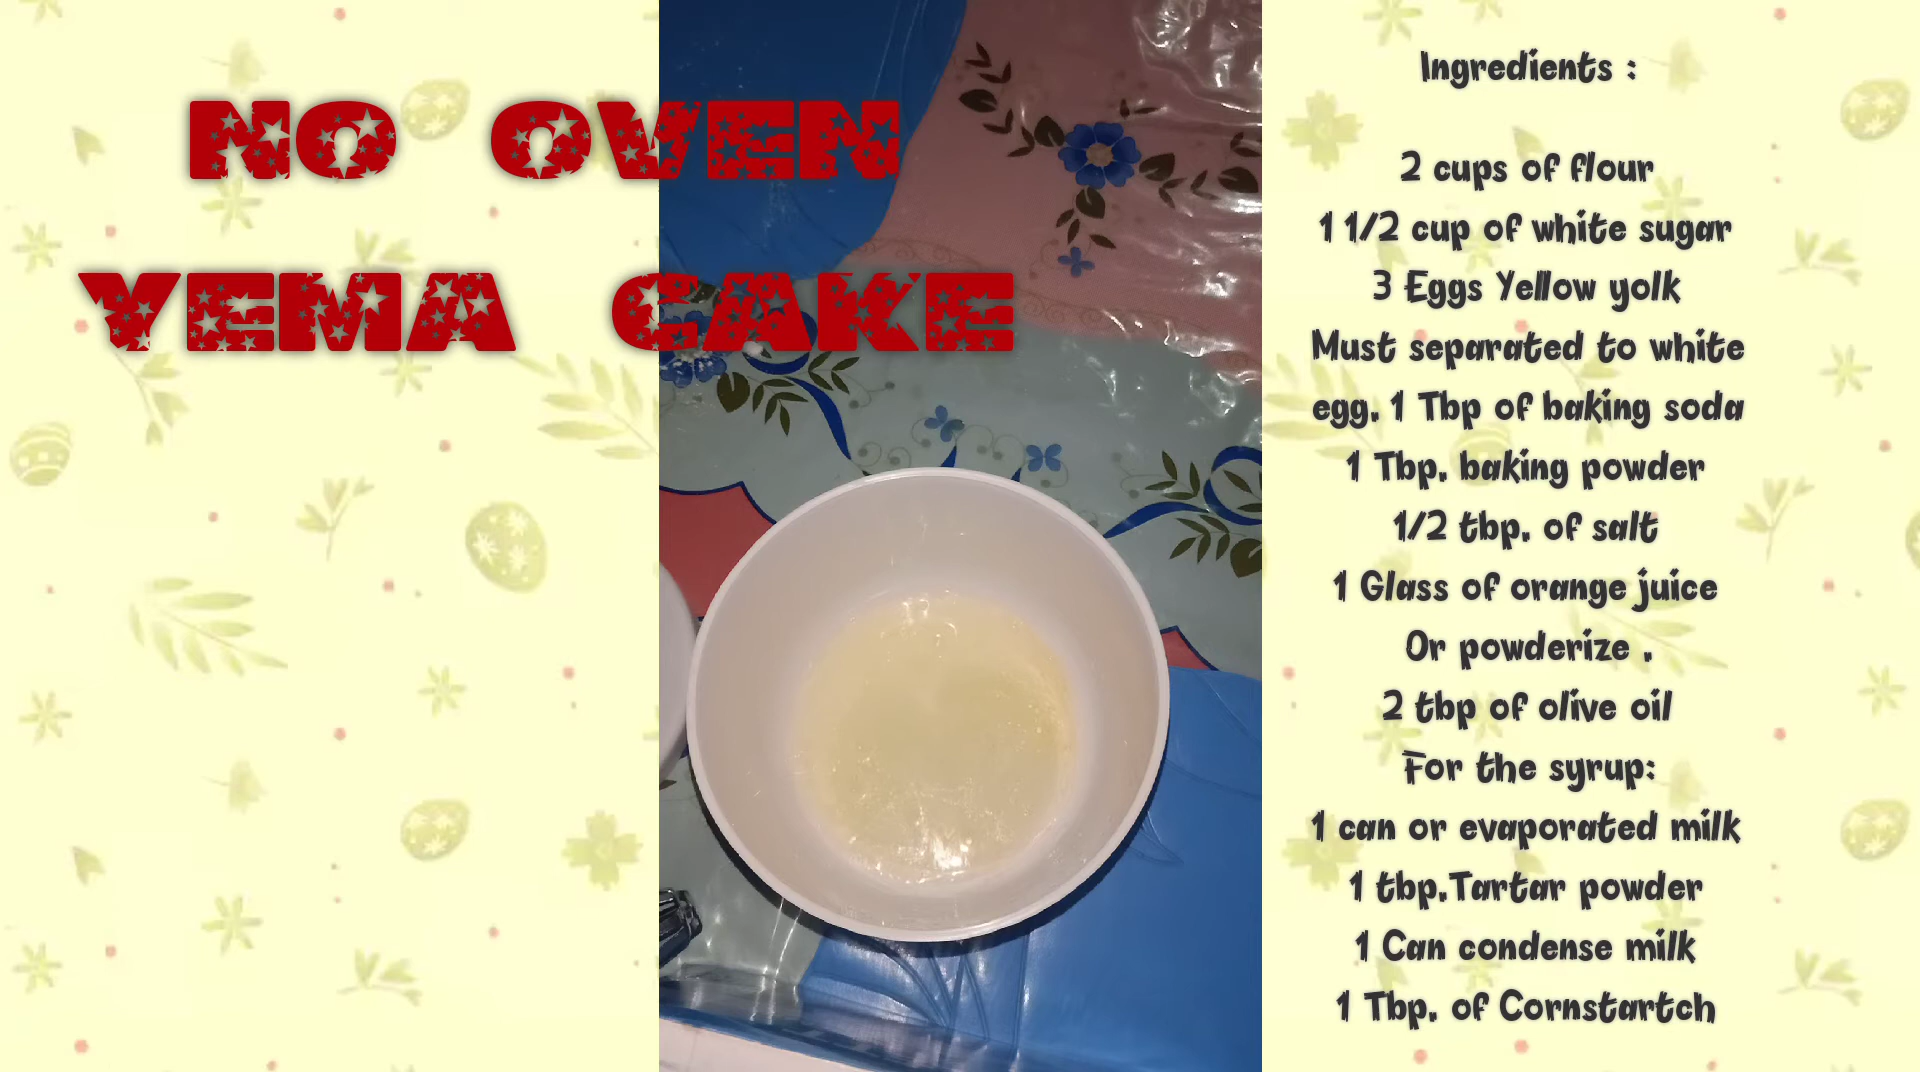 NO OVEN
YEMA CAKE
Ingredients :
2 cups of flour
1 1/2 cup of white sugar
3 Eggs Yellow yolk
Must separated to white
egg. 1 Tbp of baking soda
1 Tbp. baking powder
1/2 tbp. of salt
1 Glass of orange juice
Or powderize .
2 tbp of olive oil
For the syrup:
1 can or evaporated milk
1 tbp.Tartar powder
1 Can condense milk
1 Tbp. of Cornstartch